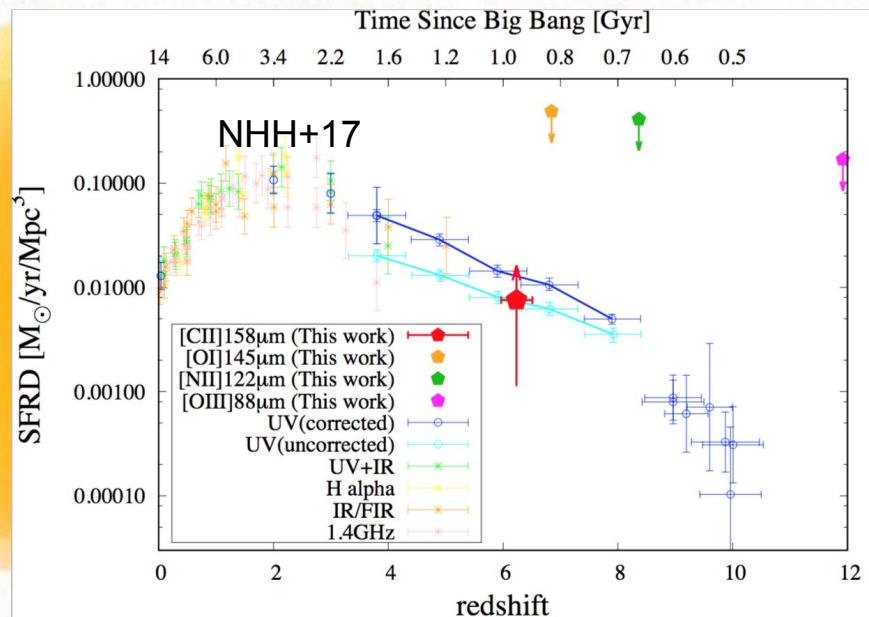 Time Since Big Bang [Gyr]
14 6.0 3.4 2.2 1.6 1.2 1.0 0.8 0.7 0.6 0.5
NHH+17
SFRD [M☉/yr/Mpc³]
1.00000
0.10000
0.01000
0.00100
0.00010
[CII]158μm (This work)
[OI]145μm (This work)
[NII]122μm (This work)
[OIII]88μm (This work)
UV(corrected)
UV(uncorrected)
UV+IR
H alpha
IR/FIR
1.4GHz
0 2 4 6 8 10 12
redshift